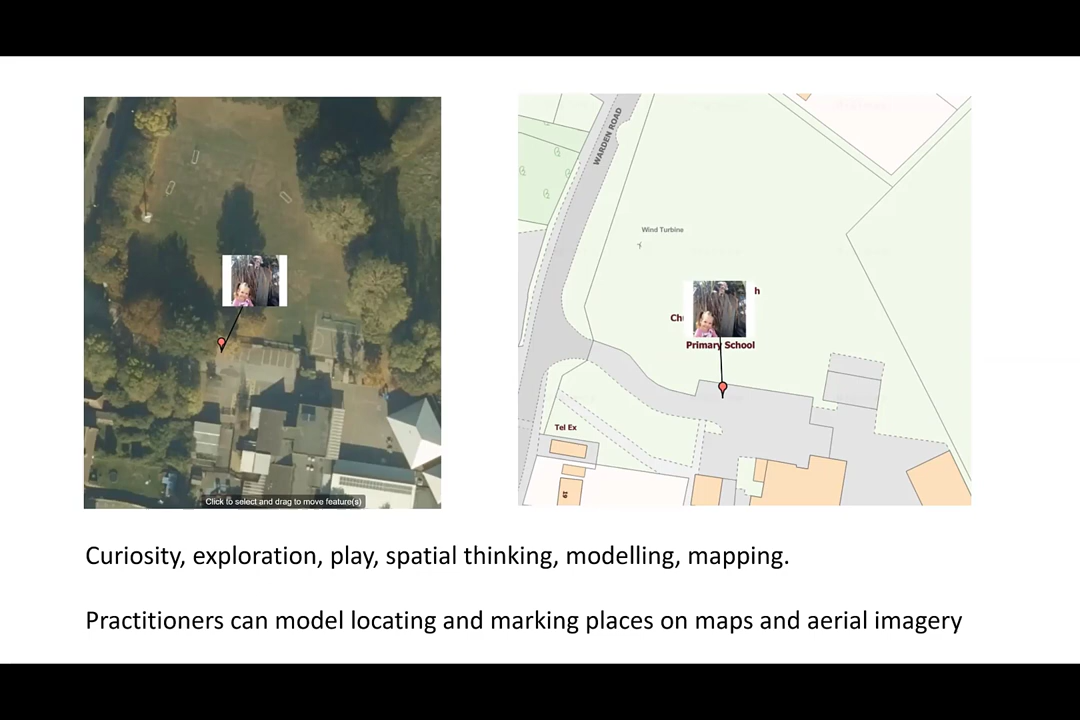 Click to select and drag to move feature(s)
WARDEN ROAD
Wind Turbine
h
Primary School
Tel Ex
19
Curiosity, exploration, play, spatial thinking, modelling, mapping.
Practitioners can model locating and marking places on maps and aerial imagery